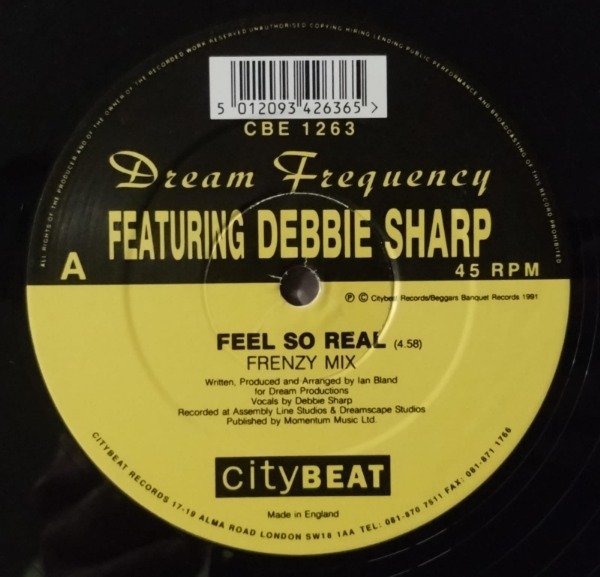 ALL RIGHTS OF THE PRODUCER AND OF THE OWNER OF THE RECORDED WORK RESERVED UNAUTHORISED COPYING HIRING LENDING PUBLIC PERFORMANCE AND BROADCASTING OF THIS RECORD PROHIBITED
5 012093 426365 >
CBE 1263
Dream Frequency
FEATURING DEBBIE SHARP
A
45 RPM
Ⓟ © Citybeat Records/Beggars Banquet Records 1991
FEEL SO REAL (4.58)
FRENZY MIX
Written, Produced and Arranged by Ian Bland
for Dream Productions
Vocals by Debbie Sharp
Recorded at Assembly Line Studios & Dreamscape Studios
Published by Momentum Music Ltd.
cityBEAT
Made in England
CITYBEAT RECORDS 17-19 ALMA ROAD LONDON SW18 1AA TEL: 081-870 7511 FAX: 081-871 1766